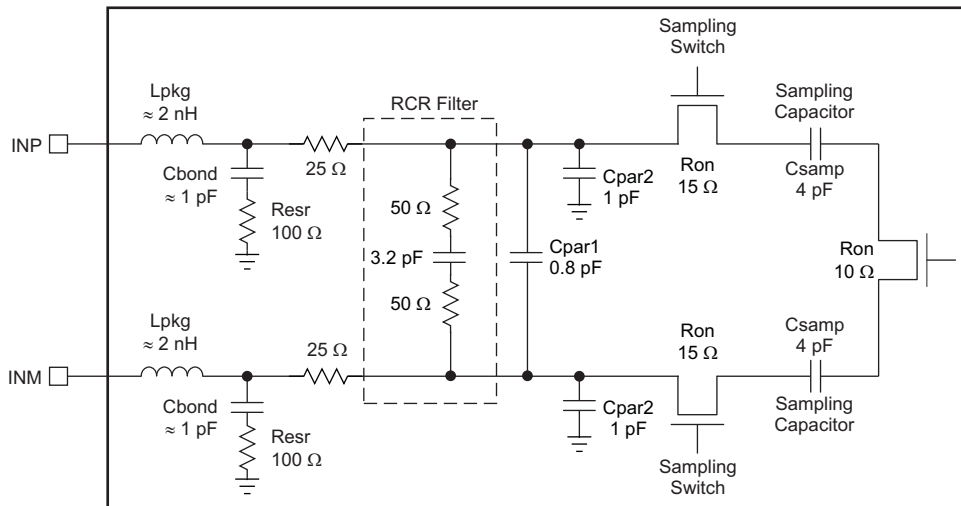 Sampling
Switch
Lpkg
≈ 2 nH
RCR Filter
Sampling
Capacitor
INP
25 Ω
Cbond
≈ 1 pF
Resr
100 Ω
50 Ω
3.2 pF
50 Ω
Cpar1
0.8 pF
Cpar2
1 pF
Ron
15 Ω
Csamp
4 pF
Ron
10 Ω
Lpkg
≈ 2 nH
25 Ω
Ron
15 Ω
Csamp
4 pF
INM
Cbond
≈ 1 pF
Resr
100 Ω
Cpar2
1 pF
Sampling
Capacitor
Sampling
Switch